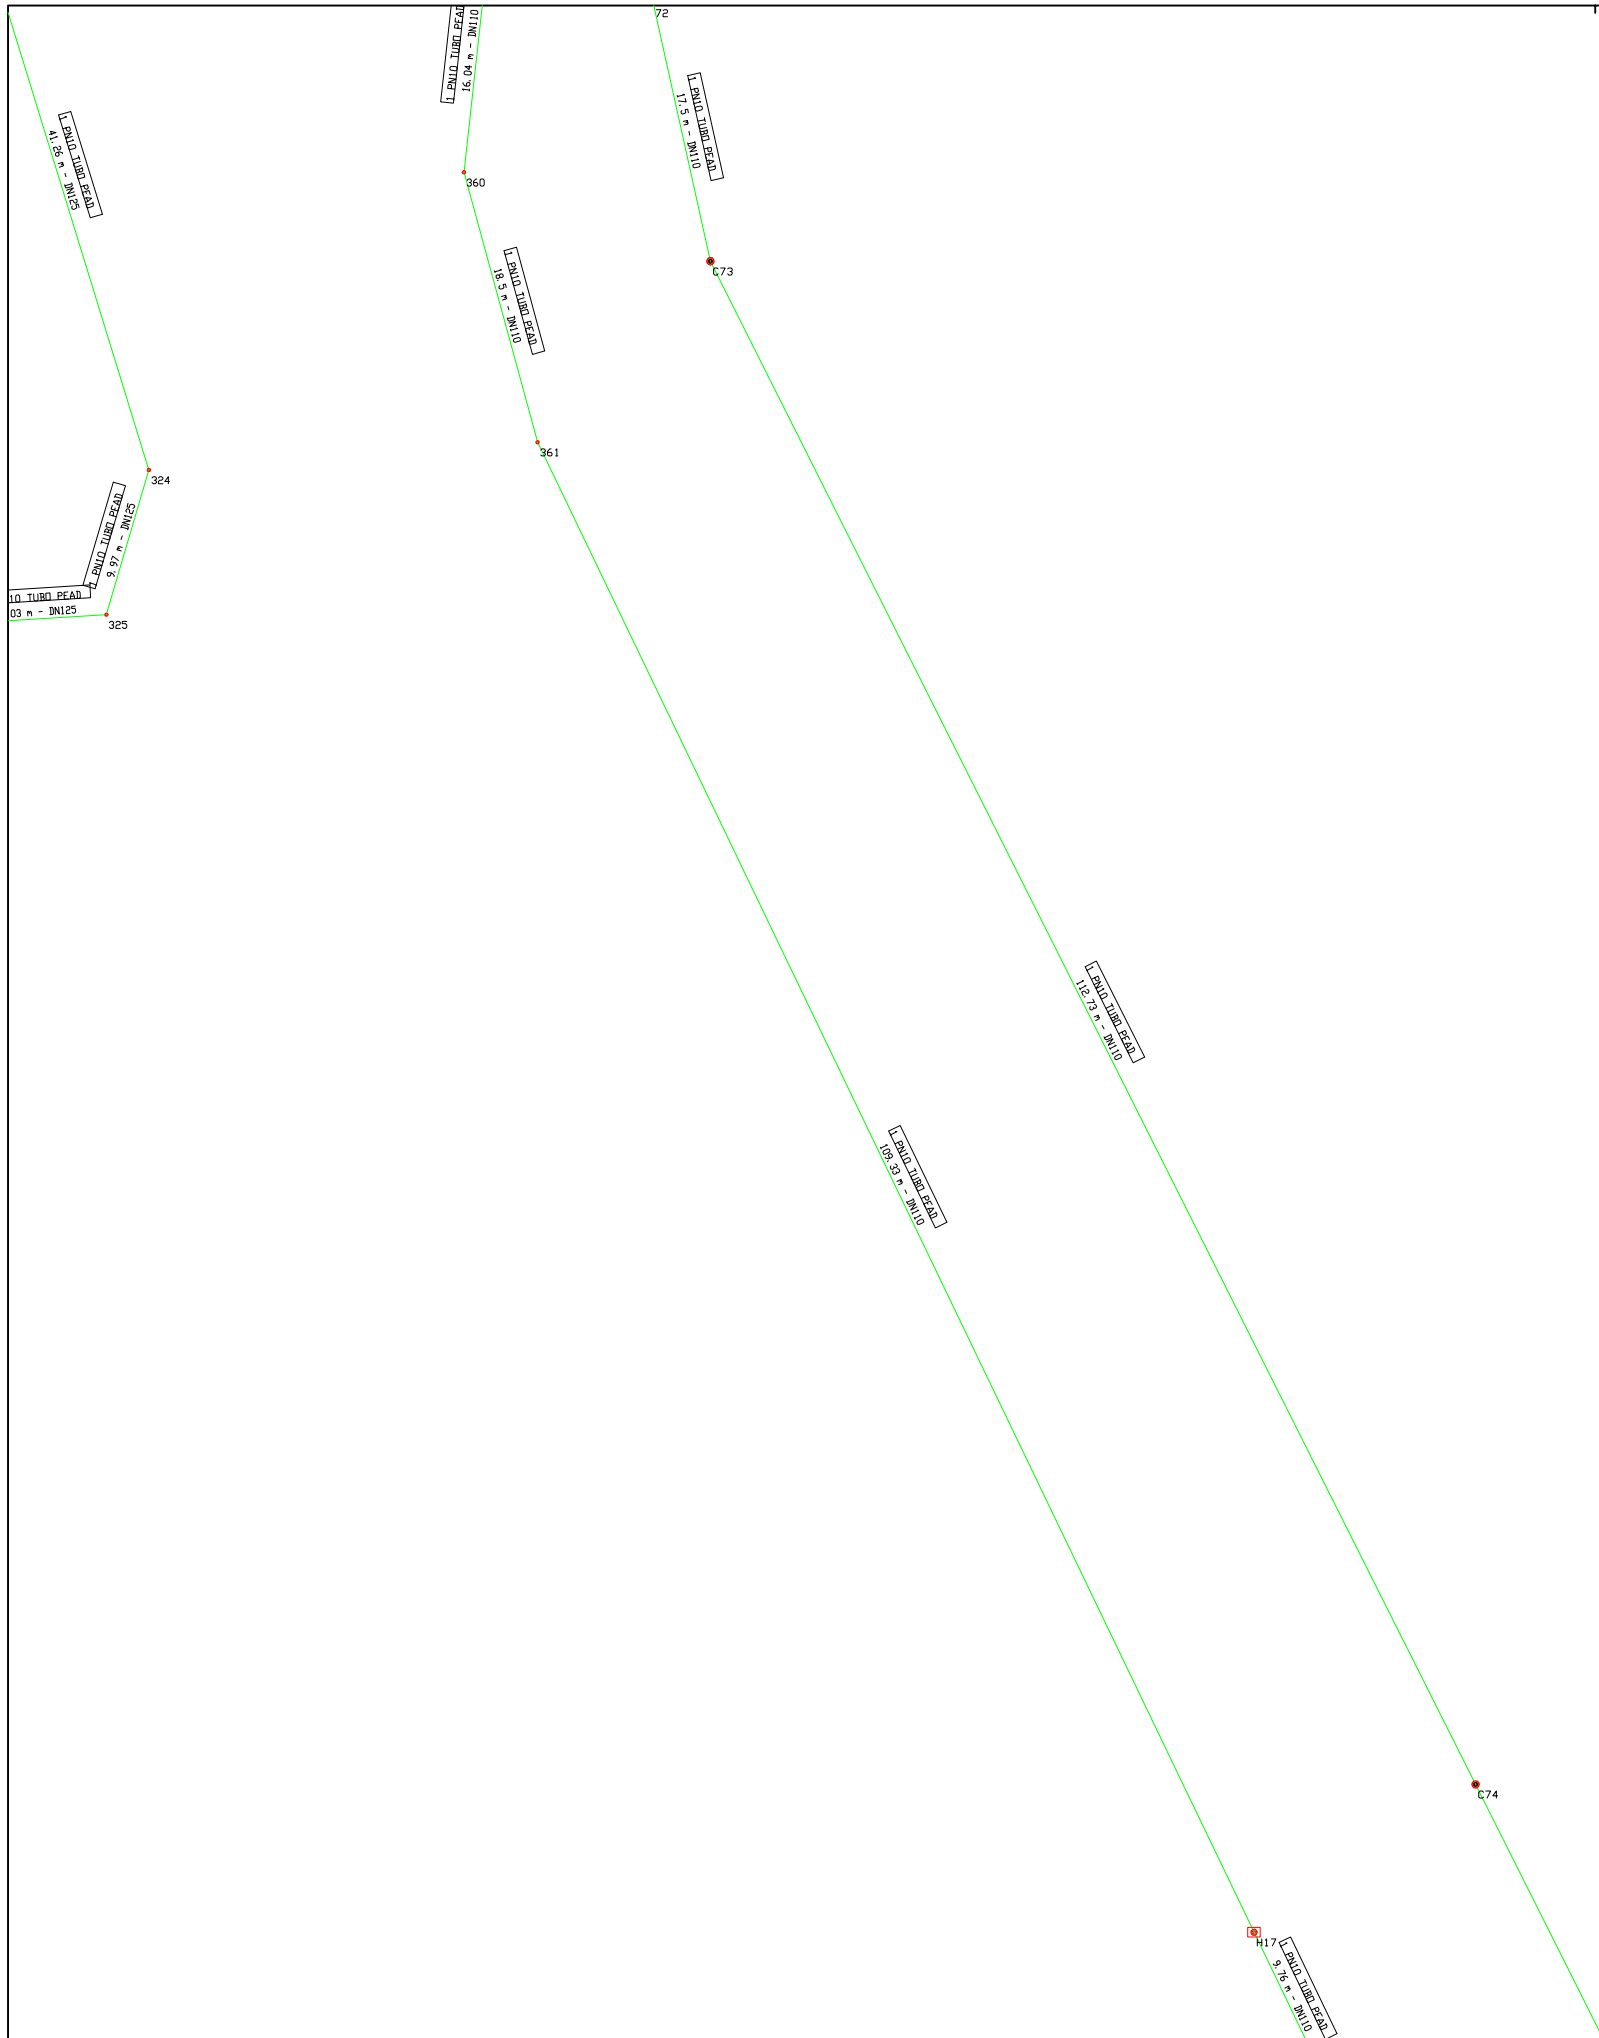 72
1 PN10 TUBO PEAD
16.04 m - DN110
1 PN10 TUBO PEAD
17.5 m - DN110
1 PN10 TUBO PEAD
41.26 m - DN125
360
1 PN10 TUBO PEAD
18.5 m - DN110
C73
361
324
1 PN10 TUBO PEAD
9.97 m - DN125
10 TUBO PEAD
03 m - DN125
325
1 PN10 TUBO PEAD
112.73 m - DN110
1 PN10 TUBO PEAD
109.33 m - DN110
C74
H17
1 PN10 TUBO PEAD
9.76 m - DN110